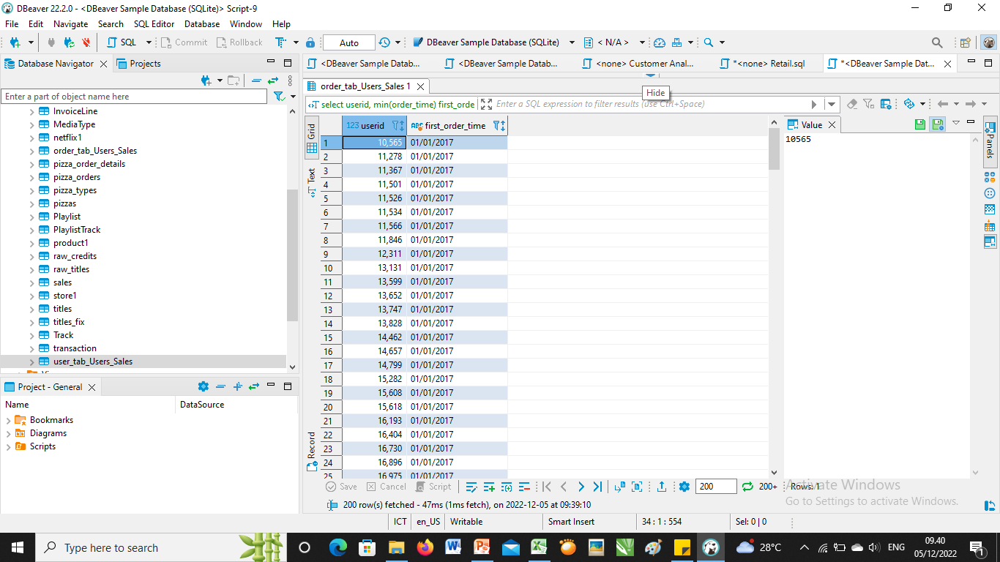 DBeaver 22.2.0 - <DBeaver Sample Database (SQLite)> Script-9
File Edit Navigate Search SQL Editor Database Window Help
SQL Commit Rollback Auto DBeaver Sample Database (SQLite) < N/A >
Database Navigator Projects
<DBeaver Sample Datab... <DBeaver Sample Datab... <none> Customer Anal... *<none> Retail.sql *<DBeaver Sample Dat...
Enter a part of object name here
InvoiceLine
MediaType
netflix1
order_tab_Users_Sales
pizza_order_details
pizza_orders
pizza_types
pizzas
Playlist
PlaylistTrack
product1
raw_credits
raw_titles
sales
store1
titles
titles_fix
Track
transaction
user_tab_Users_Sales
Project - General
Name DataSource
Bookmarks
Diagrams
Scripts
order_tab_Users_Sales 1
Hide
select userid, min(order_time) first_orde Enter a SQL expression to filter results (use Ctrl+Space)
Grid
Text
Record
123 userid ABC first_order_time
1 10,565 01/01/2017
2 11,278 01/01/2017
3 11,367 01/01/2017
4 11,501 01/01/2017
5 11,526 01/01/2017
6 11,534 01/01/2017
7 11,566 01/01/2017
8 11,846 01/01/2017
9 12,311 01/01/2017
10 13,131 01/01/2017
11 13,599 01/01/2017
12 13,652 01/01/2017
13 13,747 01/01/2017
14 13,828 01/01/2017
15 14,462 01/01/2017
16 14,657 01/01/2017
17 14,799 01/01/2017
18 15,282 01/01/2017
19 15,608 01/01/2017
20 15,618 01/01/2017
21 16,193 01/01/2017
22 16,404 01/01/2017
23 16,730 01/01/2017
24 16,896 01/01/2017
25 16,975 01/01/2017
Value
10565
Panels
Save Cancel Script 200 200+ Rows: 1
200 row(s) fetched - 47ms (1ms fetch), on 2022-12-05 at 09:39:10
Activate Windows
Go to Settings to activate Windows.
ICT en_US Writable Smart Insert 34 : 1 : 554 Sel: 0 | 0
Type here to search
28°C ENG
09.40
05/12/2022
1